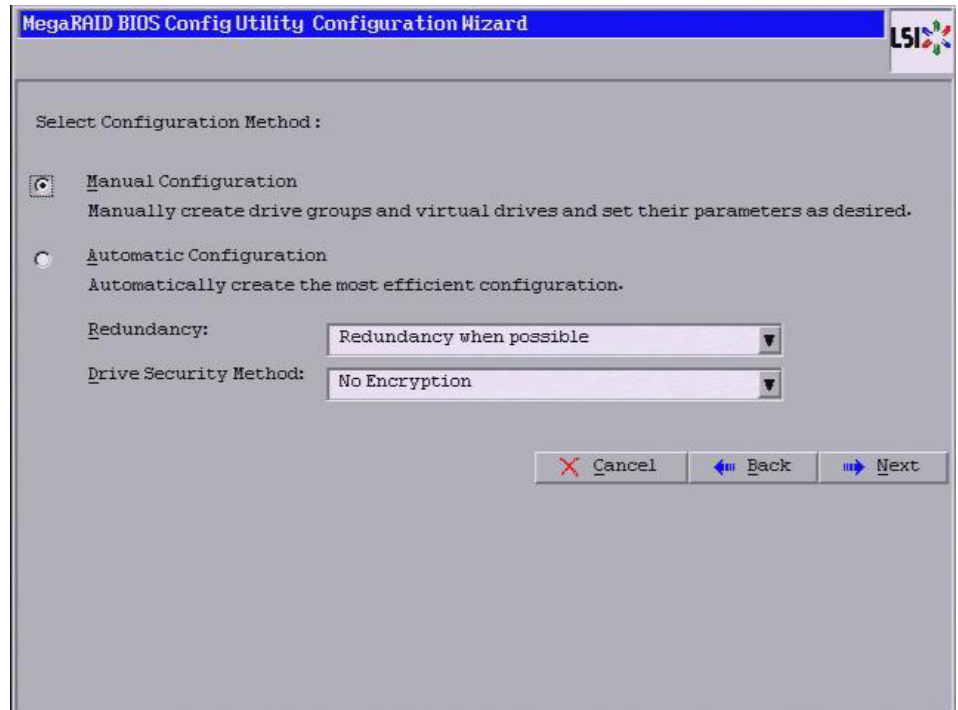 MegaRAID BIOS Config Utility Configuration Wizard
LSI
Select Configuration Method:
Manual Configuration
Manually create drive groups and virtual drives and set their parameters as desired.
Automatic Configuration
Automatically create the most efficient configuration.
Redundancy: Redundancy when possible
Drive Security Method: No Encryption
Cancel Back Next